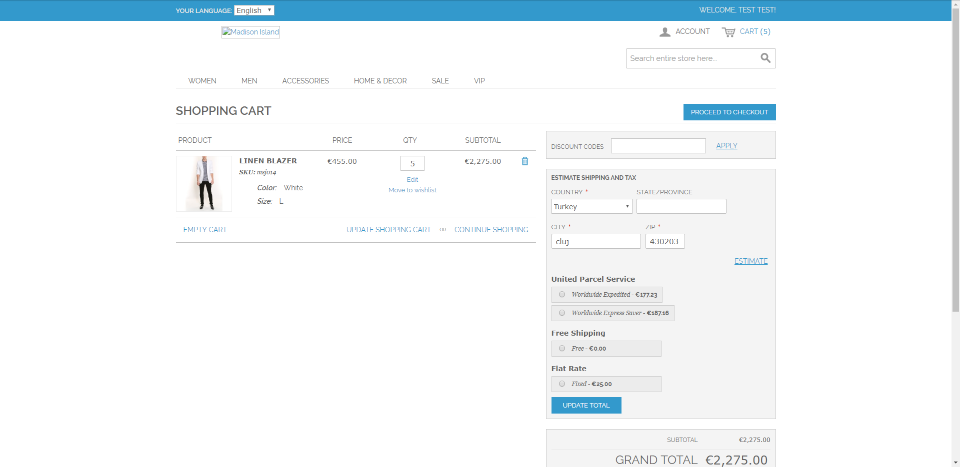 YOUR LANGUAGE: English
WELCOME, TEST TEST!
Madison Island
ACCOUNT CART (5)
Search entire store here...
WOMEN MEN ACCESSORIES HOME & DECOR SALE VIP
SHOPPING CART
PROCEED TO CHECKOUT
PRODUCT PRICE QTY SUBTOTAL
LINEN BLAZER €455.00 5 €2,275.00
SKU: msj014
Color: White
Size: L
Edit
Move to wishlist
EMPTY CART UPDATE SHOPPING CART OR CONTINUE SHOPPING
DISCOUNT CODES APPLY
ESTIMATE SHIPPING AND TAX
COUNTRY * STATE/PROVINCE
Turkey
CITY * ZIP *
cluj 430203
ESTIMATE
United Parcel Service
Worldwide Expedited - €177.23
Worldwide Express Saver - €187.16
Free Shipping
Free - €0.00
Flat Rate
Fixed - €25.00
UPDATE TOTAL
SUBTOTAL €2,275.00
GRAND TOTAL €2,275.00